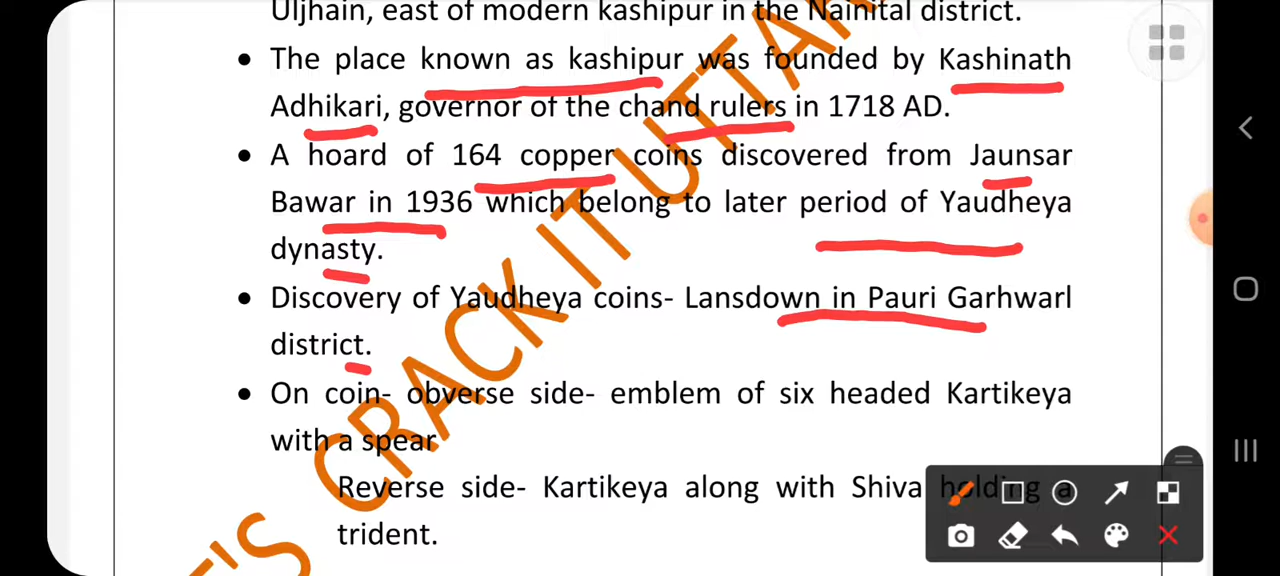 Uljhain, east of modern kashipur in the Nainital district.
• The place known as kashipur was founded by Kashinath
Adhikari, governor of the chand rulers in 1718 AD.
• A hoard of 164 copper coins discovered from Jaunsar
Bawar in 1936 which belong to later period of Yaudheya
dynasty.
• Discovery of Yaudheya coins- Lansdown in Pauri Garhwarl
district.
• On coin- obverse side- emblem of six headed Kartikeya
with a spear
Reverse side- Kartikeya along with Shiva holding a
trident.
'S CRACK IT UTTAR